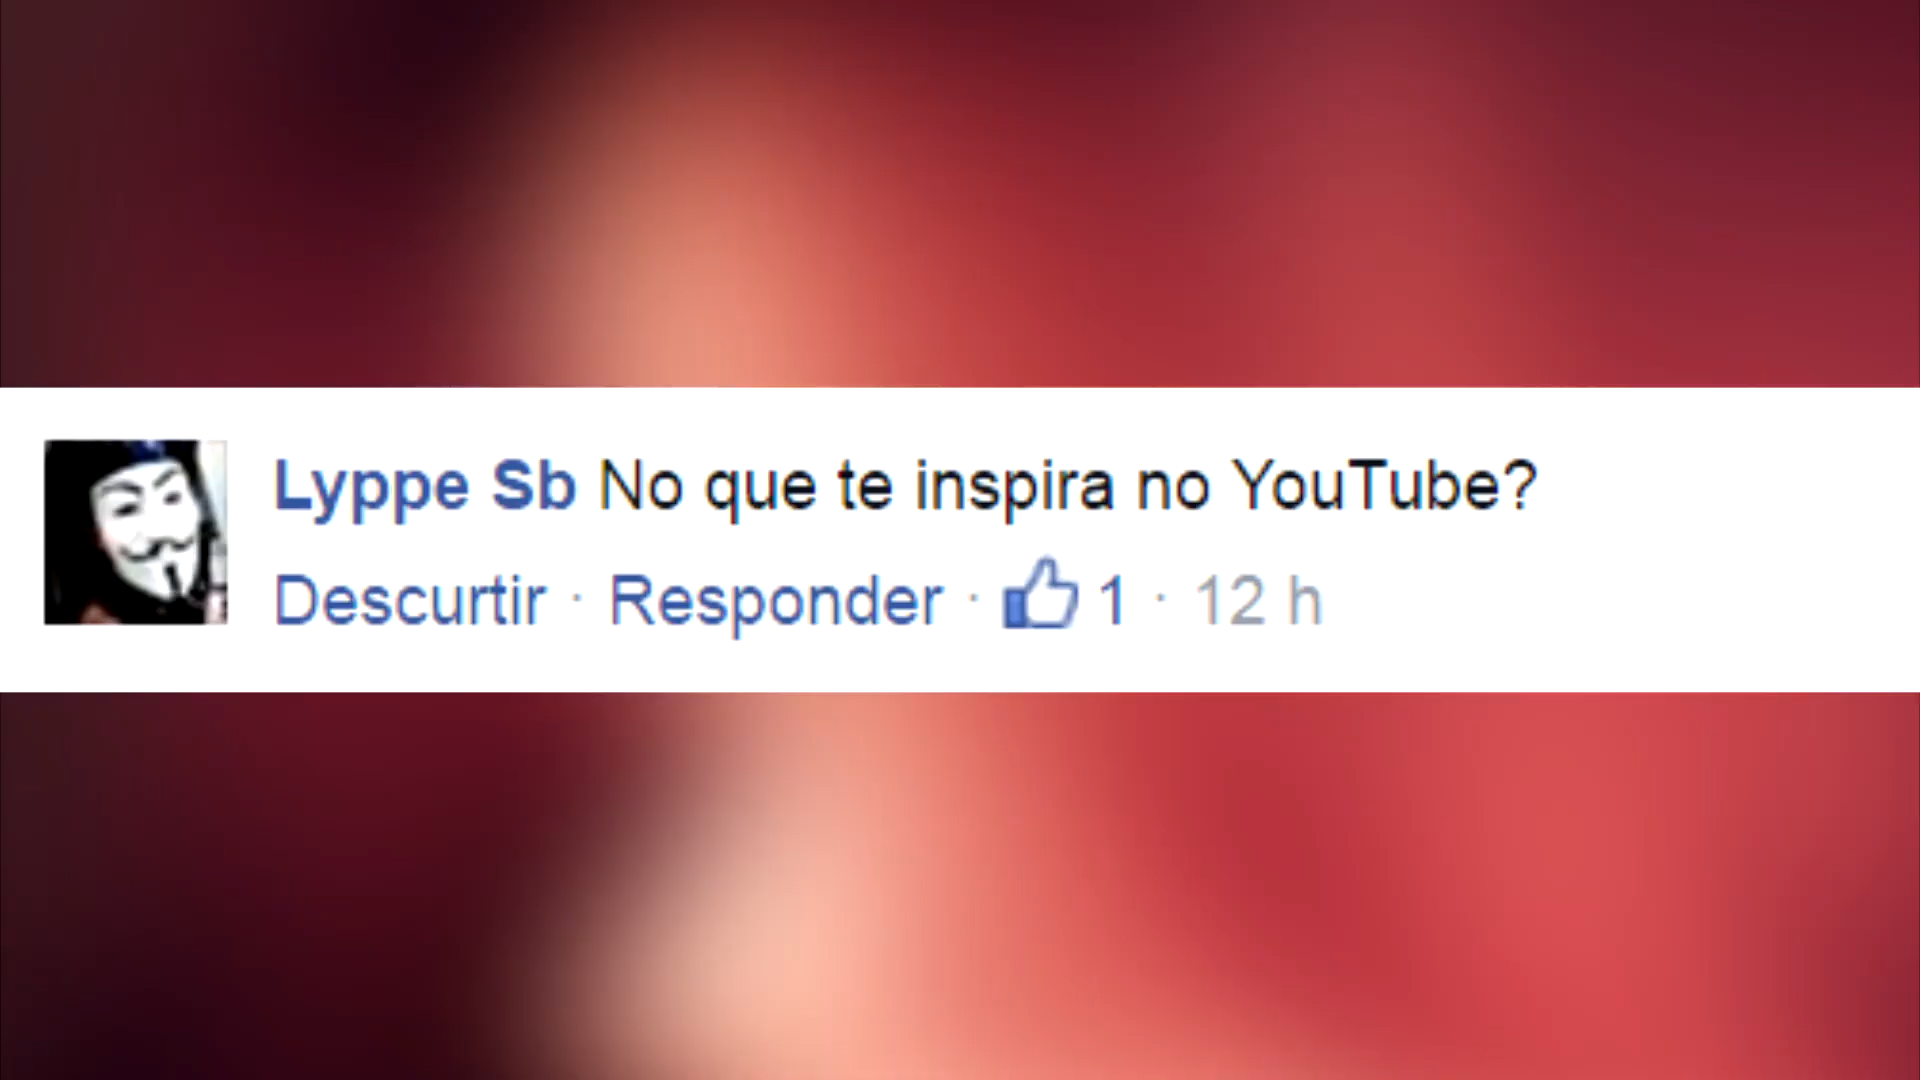 Lyppe Sb No que te inspira no YouTube?
Descurtir · Responder · 1 · 12 h